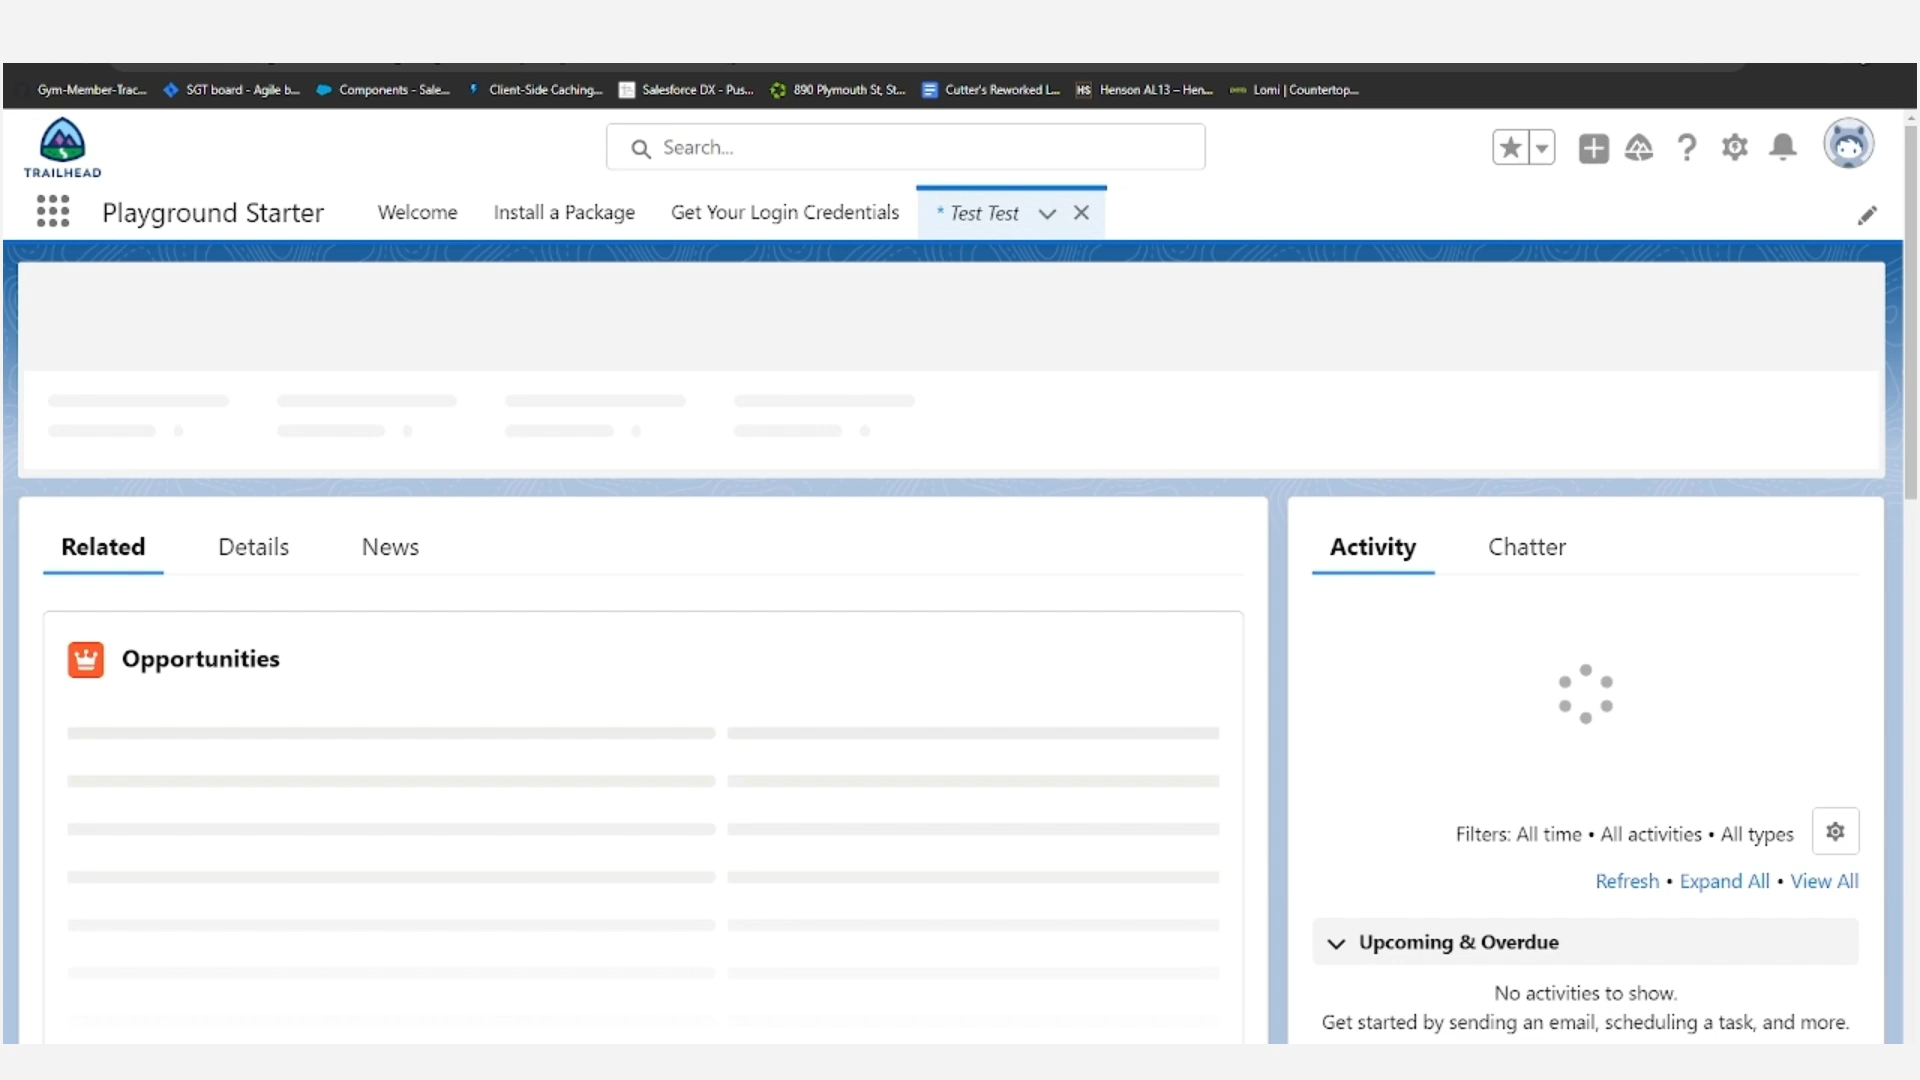 Gym-Member-Trac... SGT board - Agile b... Components - Sale... Client-Side Caching... Salesforce DX - Pus... 890 Plymouth St, St... Cutter's Reworked L... HS Henson AL13 – Hen... Lomi | Countertop...
TRAILHEAD
Search...
Playground Starter Welcome Install a Package Get Your Login Credentials * Test Test
Related Details News
Opportunities
Activity Chatter
Filters: All time • All activities • All types
Refresh • Expand All • View All
Upcoming & Overdue
No activities to show.
Get started by sending an email, scheduling a task, and more.